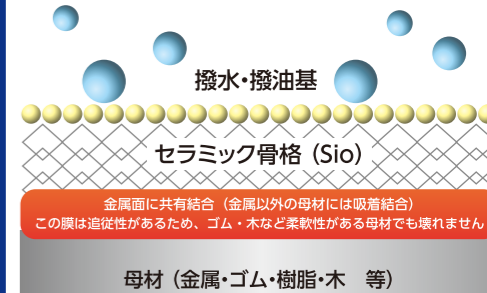 撥水・撥油基
セラミック骨格（Sio）
金属面に共有結合（金属以外の母材には吸着結合）
この膜は追従性があるため、ゴム・木など柔軟性がある母材でも壊れません
母材（金属・ゴム・樹脂・木　等）